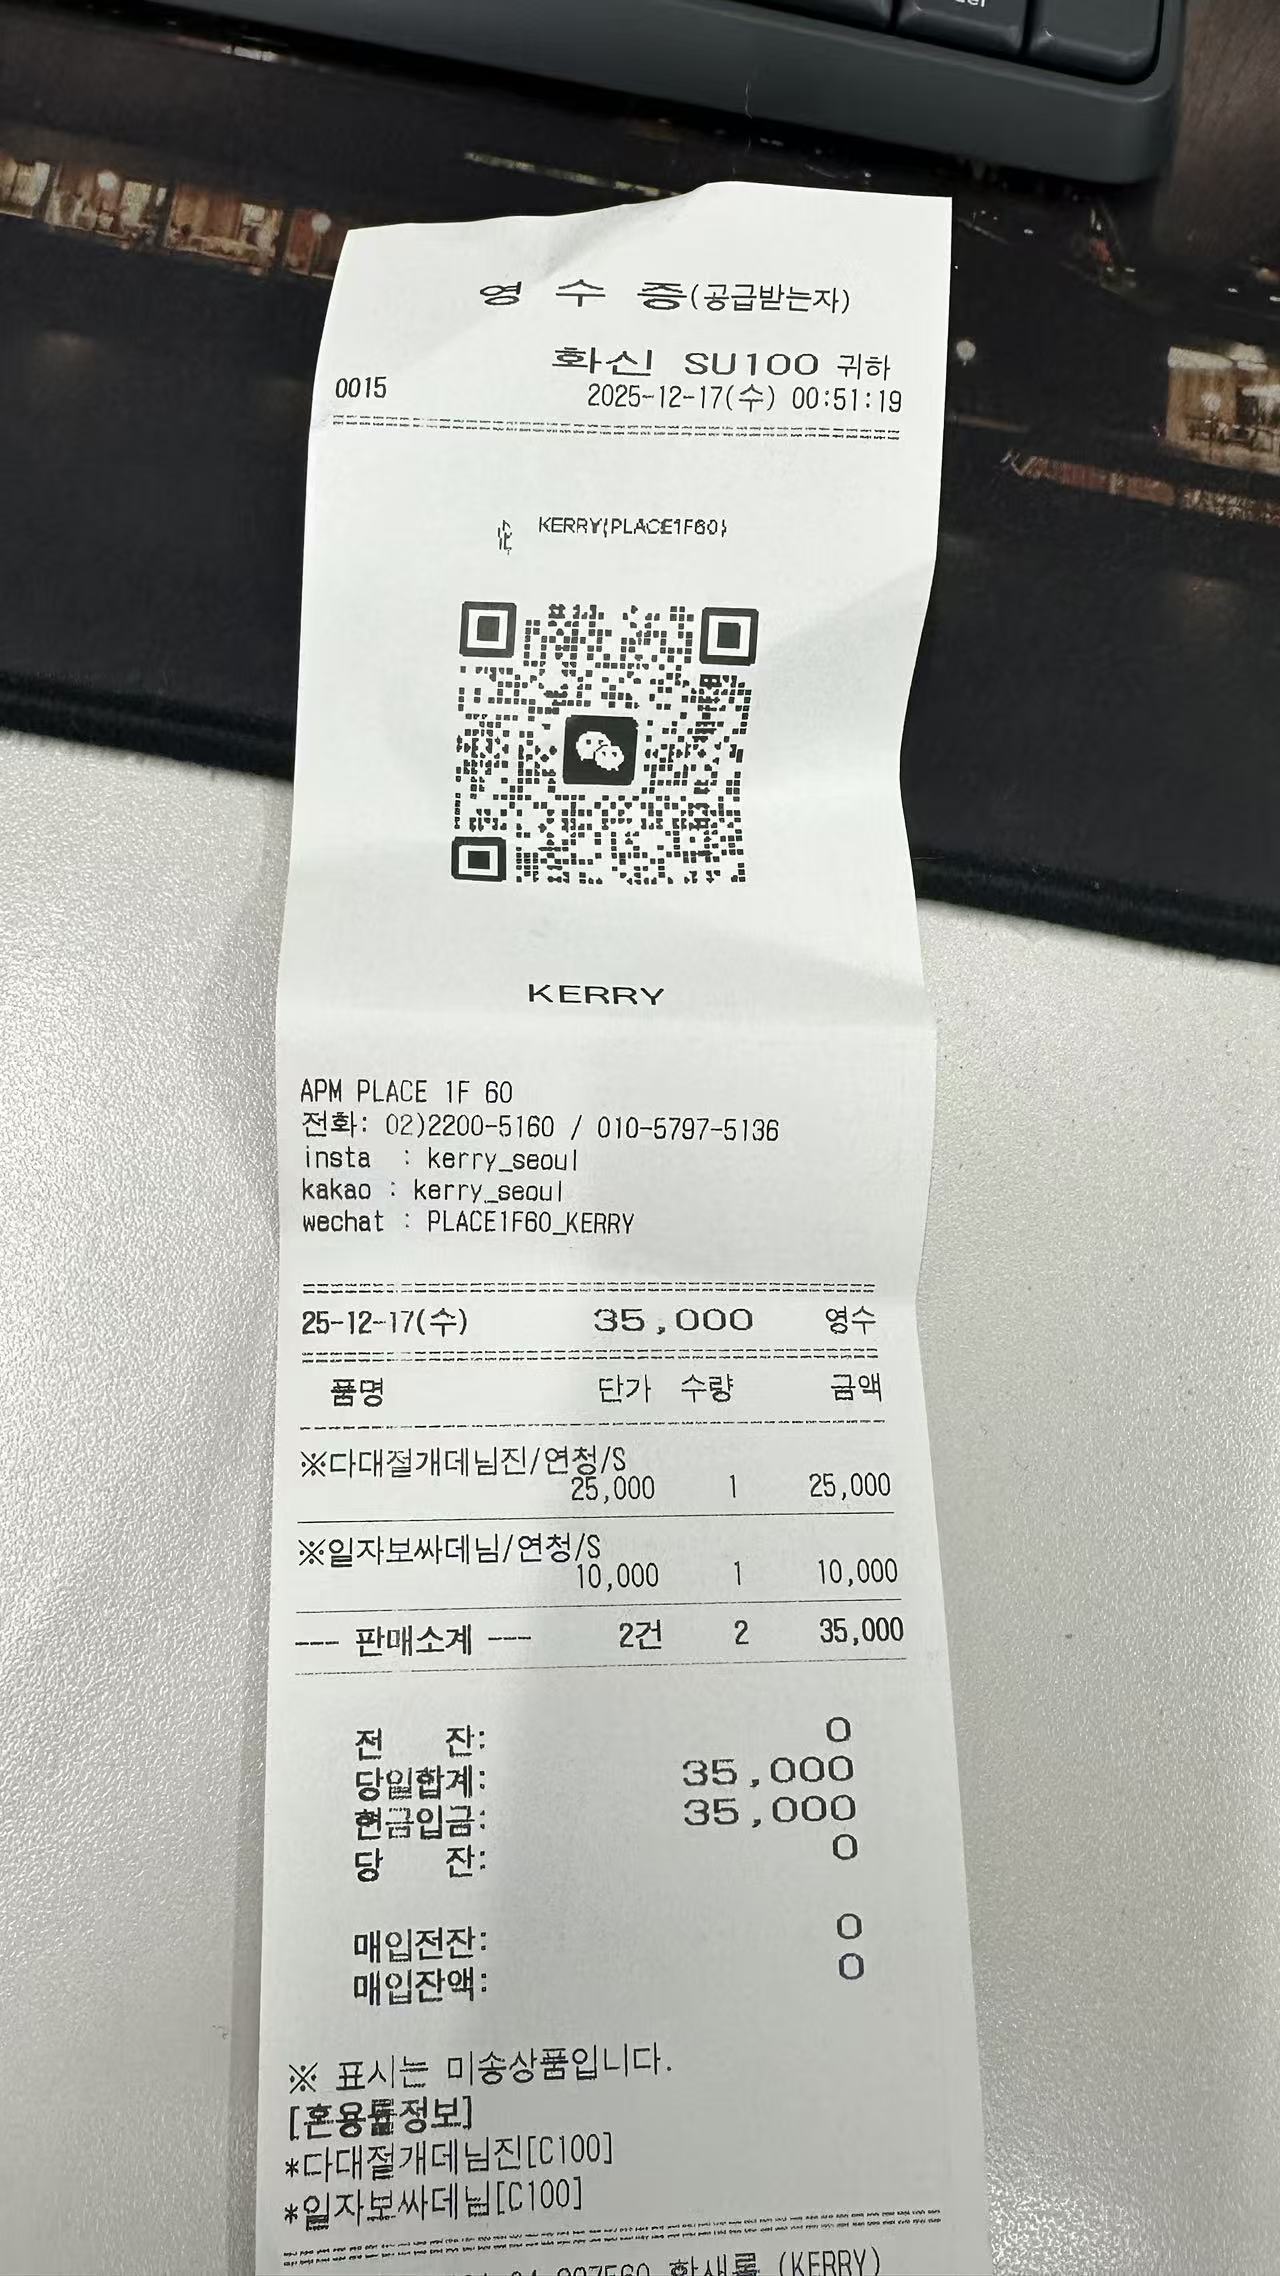 영 수 증(공급받는자)
화신 SU100 귀하
0015 2025-12-17(수) 00:51:19
KERRY(PLACE1F60)
KERRY
APM PLACE 1F 60
전화: 02)2200-5160 / 010-5797-5136
insta : kerry_seoul
kakao : kerry_seoul
wechat : PLACE1F60_KERRY
25-12-17(수) 35,000 영수
품명 단가 수량 금액
※다대절개데님진/연청/S
25,000 1 25,000
※일자보싸데님/연청/S
10,000 1 10,000
--- 판매소계 --- 2건 2 35,000
전 잔: 0
당일합계: 35,000
현금입금: 35,000
당 잔: 0
매입전잔: 0
매입잔액: 0
※ 표시는 미송상품입니다.
[혼용률정보]
*다대절개데님진[C100]
*일자보싸데님[C100]
(KERRY)